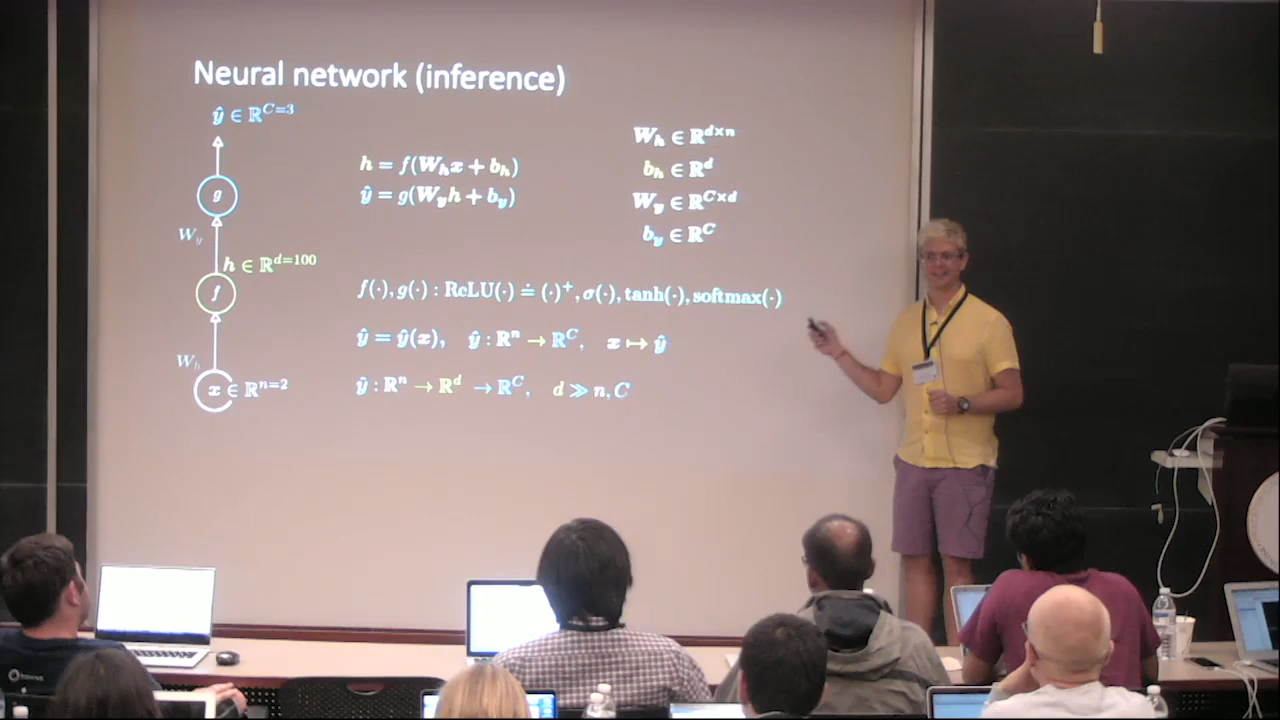 Neural network (inference)
ŷ ∈ ℝ^{C=3}
g
W_y
h ∈ ℝ^{d=100}
f
W_h
x ∈ ℝ^{n=2}
h = f(W_h x + b_h)
ŷ = g(W_y h + b_y)
W_h ∈ ℝ^{d×n}
b_h ∈ ℝ^d
W_y ∈ ℝ^{C×d}
b_y ∈ ℝ^C
f(·), g(·) : ReLU(·) ≐ (·)^+, σ(·), tanh(·), softmax(·)
ŷ = ŷ(x), ŷ : ℝ^n → ℝ^C, x ↦ ŷ
ŷ : ℝ^n → ℝ^d → ℝ^C, d ≫ n, C